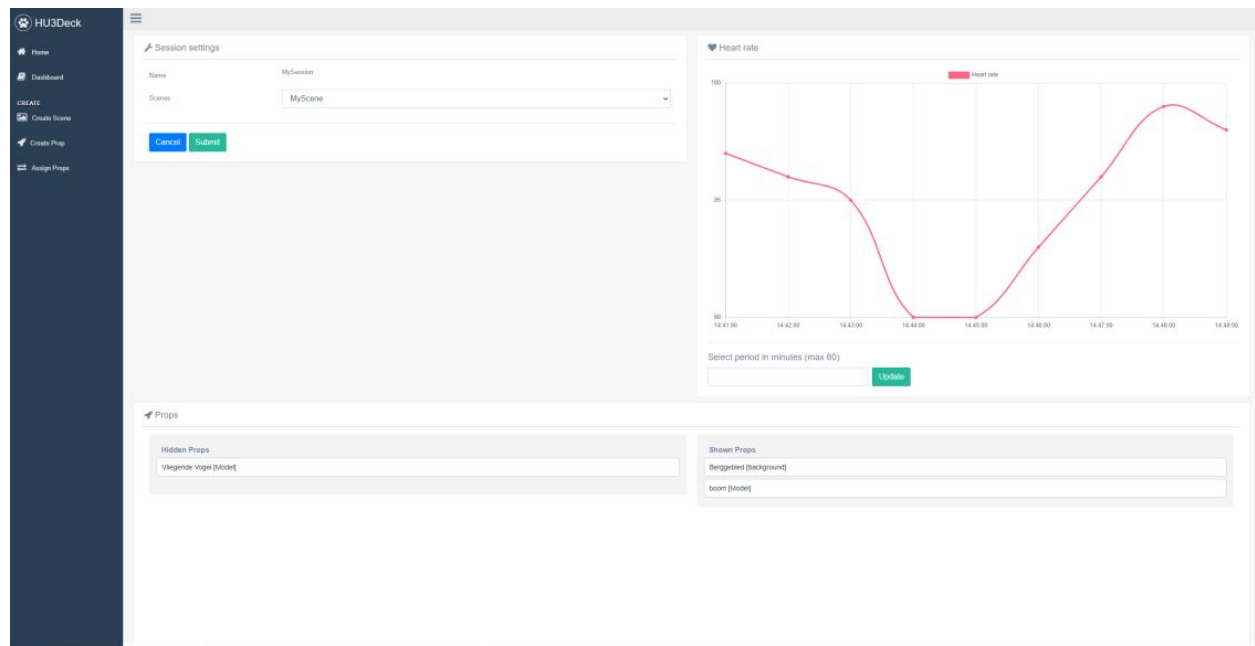 HU3Deck
Home
Dashboard
CREATE
Create Scene
Create Prop
Assign Props
Session settings
Name
MySession
Scenes
MyScene
Cancel Submit
Heart rate
Heart rate
100
95
90
14:41:00 14:42:00 14:43:00 14:44:00 14:45:00 14:46:00 14:47:00 14:48:00 14:49:00
Select period in minutes (max 60)
Update
Props
Hidden Props
Vliegende Vogel [Model]
Shown Props
Berggebied [background]
boom [Model]